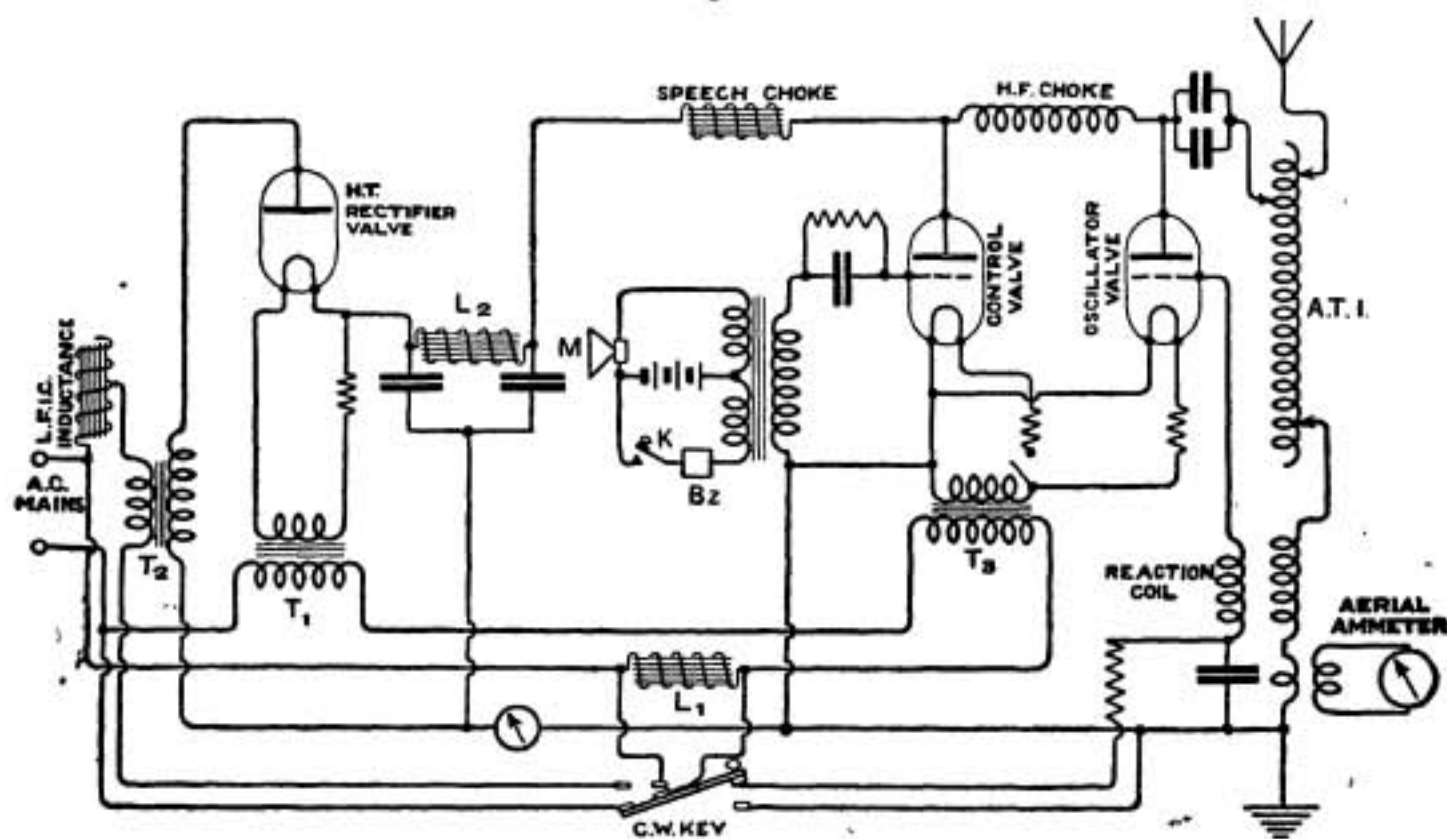 SPEECH CHOKE
H.F. CHOKE
H.T.
RECTIFIER
VALVE
CONTROL
VALVE
OSCILLATOR
VALVE
A.T.I.
L2
M
K
Bz
L.F.I.C.
INDUCTANCE
A.C.
MAINS
T2
T1
T3
REACTION
COIL
AERIAL
AMMETER
L1
C.W. KEY